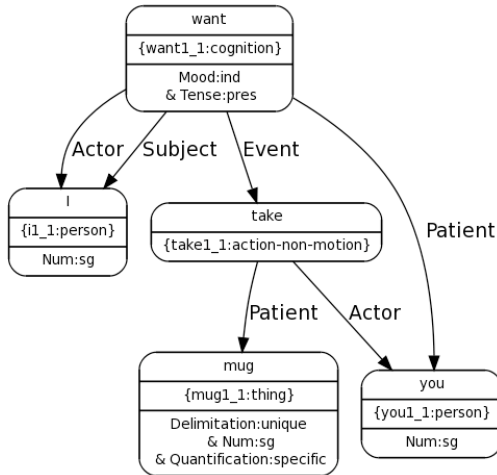 want
{want1_1:cognition}
Mood:ind
& Tense:pres
Actor
Subject
Event
I
{i1_1:person}
Num:sg
take
{take1_1:action-non-motion}
Patient
Patient
Actor
mug
{mug1_1:thing}
Delimitation:unique
& Num:sg
& Quantification:specific
you
{you1_1:person}
Num:sg